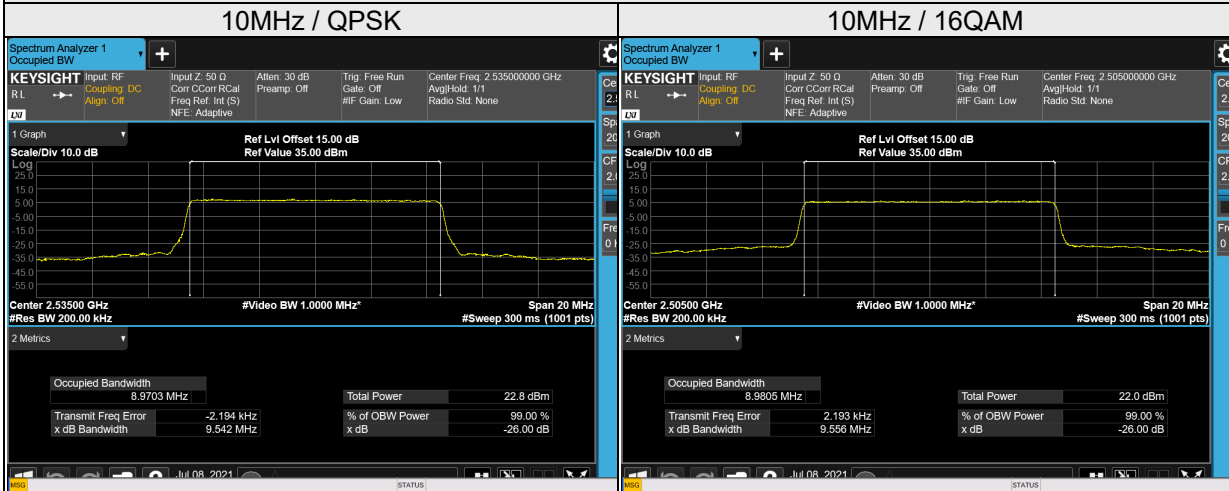 10MHz / QPSK
Spectrum Analyzer 1
Occupied BW
+
KEYSIGHT
RL
LXI
Input: RF
Coupling: DC
Align: Off
Input Z: 50 Ω
Corr CCorr RCal
Freq Ref: Int (S)
NFE: Adaptive
Atten: 30 dB
Preamp: Off
Trig: Free Run
Gate: Off
#IF Gain: Low
Center Freq: 2.535000000 GHz
Avg|Hold: 1/1
Radio Std: None
1 Graph
Scale/Div 10.0 dB
Ref Lvl Offset 15.00 dB
Ref Value 35.00 dBm
Log
25.0
15.0
5.00
-5.00
-15.0
-25.0
-35.0
-45.0
-55.0
Center 2.53500 GHz
#Video BW 1.0000 MHz*
Span 20 MHz
#Res BW 200.00 kHz
#Sweep 300 ms (1001 pts)
2 Metrics
Occupied Bandwidth
8.9703 MHz
Total Power 22.8 dBm
Transmit Freq Error -2.194 kHz
% of OBW Power 99.00 %
x dB Bandwidth 9.542 MHz
x dB -26.00 dB
Jul 08, 2021
MSG
STATUS
10MHz / 16QAM
Spectrum Analyzer 1
Occupied BW
+
KEYSIGHT
RL
LXI
Input: RF
Coupling: DC
Align: Off
Input Z: 50 Ω
Corr CCorr RCal
Freq Ref: Int (S)
NFE: Adaptive
Atten: 30 dB
Preamp: Off
Trig: Free Run
Gate: Off
#IF Gain: Low
Center Freq: 2.505000000 GHz
Avg|Hold: 1/1
Radio Std: None
1 Graph
Scale/Div 10.0 dB
Ref Lvl Offset 15.00 dB
Ref Value 35.00 dBm
Log
25.0
15.0
5.00
-5.00
-15.0
-25.0
-35.0
-45.0
-55.0
Center 2.50500 GHz
#Video BW 1.0000 MHz*
Span 20 MHz
#Res BW 200.00 kHz
#Sweep 300 ms (1001 pts)
2 Metrics
Occupied Bandwidth
8.9805 MHz
Total Power 22.0 dBm
Transmit Freq Error 2.193 kHz
% of OBW Power 99.00 %
x dB Bandwidth 9.556 MHz
x dB -26.00 dB
Jul 08, 2021
MSG
STATUS